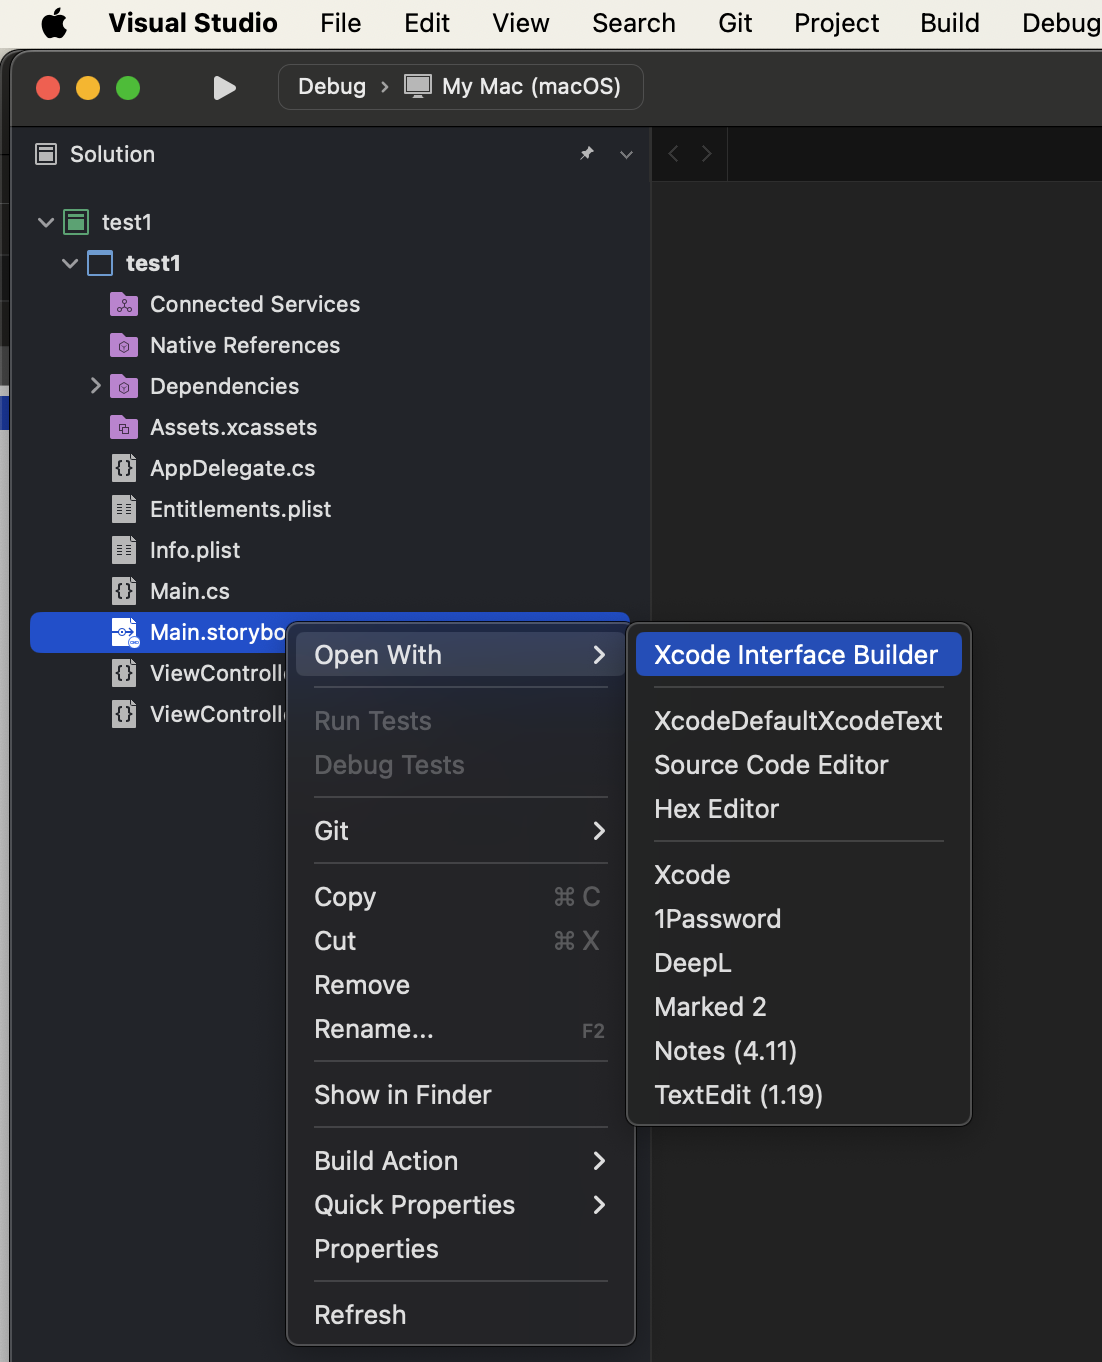 Visual Studio File Edit View Search Git Project Build Debug
Debug My Mac (macOS)
Solution
test1
test1
Connected Services
Native References
Dependencies
Assets.xcassets
AppDelegate.cs
Entitlements.plist
Info.plist
Main.cs
Main.storybo
ViewControll
ViewControll
Open With
Run Tests
Debug Tests
Git
Copy ⌘ C
Cut ⌘ X
Remove
Rename... F2
Show in Finder
Build Action
Quick Properties
Properties
Refresh
Xcode Interface Builder
XcodeDefaultXcodeText
Source Code Editor
Hex Editor
Xcode
1Password
DeepL
Marked 2
Notes (4.11)
TextEdit (1.19)